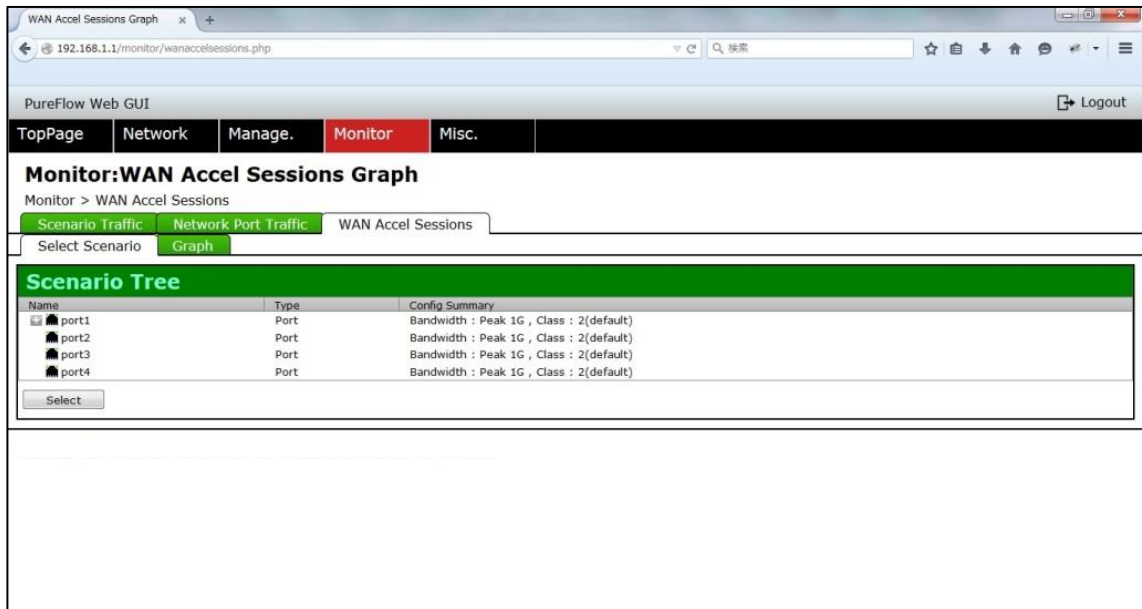 WAN Accel Sessions Graph × +
192.168.1.1/monitor/wanaccelsessions.php 検索
PureFlow Web GUI Logout
TopPage Network Manage. Monitor Misc.
Monitor:WAN Accel Sessions Graph
Monitor > WAN Accel Sessions
Scenario Traffic Network Port Traffic WAN Accel Sessions
Select Scenario Graph
Scenario Tree
Name Type Config Summary
port1 Port Bandwidth : Peak 1G , Class : 2(default)
port2 Port Bandwidth : Peak 1G , Class : 2(default)
port3 Port Bandwidth : Peak 1G , Class : 2(default)
port4 Port Bandwidth : Peak 1G , Class : 2(default)
Select